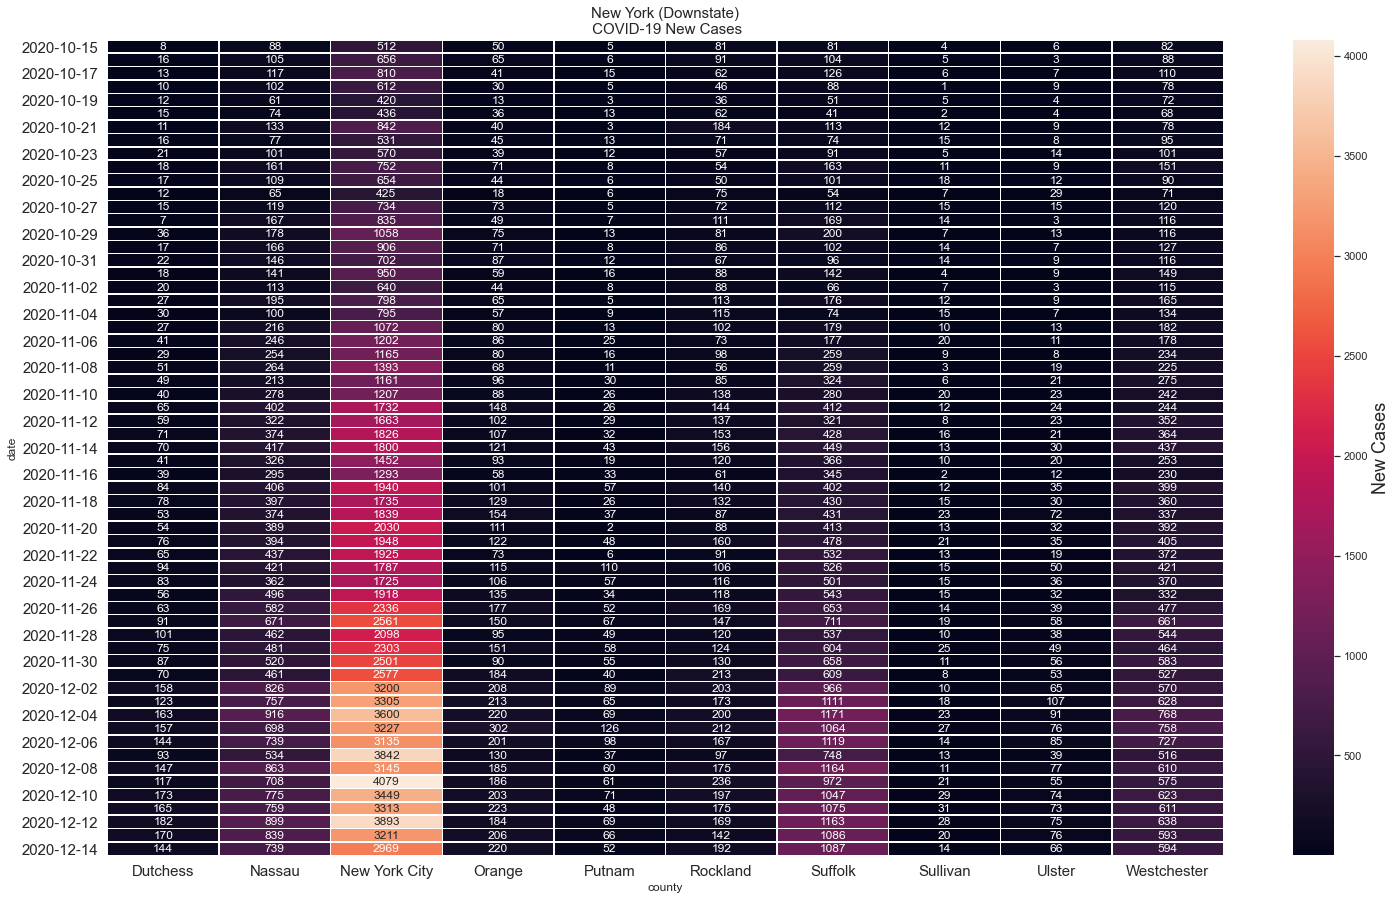 New York (Downstate)
COVID-19 New Cases
2020-10-15 8 88 512 50 5 81 81 4 6 82
16 105 656 65 6 91 104 5 3 88
2020-10-17 13 117 810 41 15 62 126 6 7 110
10 102 612 30 5 46 88 1 9 78
2020-10-19 12 61 420 13 3 36 51 5 4 72
15 74 436 36 13 62 41 2 4 68
2020-10-21 11 133 842 40 3 184 113 12 9 78
16 77 531 45 13 71 74 15 8 95
2020-10-23 21 101 570 39 12 57 91 5 14 101
18 161 752 71 8 54 163 11 9 151
2020-10-25 17 109 654 44 6 50 101 18 12 90
12 65 425 18 6 75 54 7 29 71
2020-10-27 15 119 734 73 5 72 112 15 15 120
7 167 835 49 7 111 169 14 3 116
2020-10-29 36 178 1058 75 13 81 200 7 13 116
17 166 906 71 8 86 102 14 7 127
2020-10-31 22 146 702 87 12 67 96 14 9 116
18 141 950 59 16 88 142 4 9 149
2020-11-02 20 113 640 44 8 88 66 7 3 115
27 195 798 65 5 113 176 12 9 165
2020-11-04 30 100 795 57 9 115 74 15 7 134
27 216 1072 80 13 102 179 10 13 182
2020-11-06 41 246 1202 86 25 73 177 20 11 178
29 254 1165 80 16 98 259 9 8 234
2020-11-08 51 264 1393 68 11 56 259 3 19 225
49 213 1161 96 30 85 324 6 21 275
2020-11-10 40 278 1207 88 26 138 280 20 23 242
65 402 1732 148 26 144 412 12 24 244
2020-11-12 59 322 1663 102 29 137 321 8 23 352
71 374 1826 107 32 153 428 16 21 364
2020-11-14 70 417 1800 121 43 156 449 13 30 437
41 326 1452 93 19 120 366 10 20 253
2020-11-16 39 295 1293 58 33 61 345 2 12 230
84 406 1940 101 57 140 402 12 35 399
2020-11-18 78 397 1735 129 26 132 430 15 30 360
53 374 1839 154 37 87 431 23 72 337
2020-11-20 54 389 2030 111 2 88 413 13 32 392
76 394 1948 122 48 160 478 21 35 405
2020-11-22 65 437 1925 73 6 91 532 13 19 372
94 421 1787 115 110 106 526 15 50 421
2020-11-24 83 362 1725 106 57 116 501 15 36 370
56 496 1918 135 34 118 543 15 32 332
2020-11-26 63 582 2336 177 52 169 653 14 39 477
91 671 2561 150 67 147 711 19 58 661
2020-11-28 101 462 2098 95 49 120 537 10 38 544
75 481 2303 151 58 124 604 25 49 464
2020-11-30 87 520 2501 90 55 130 658 11 56 583
70 461 2577 184 40 213 609 8 53 527
2020-12-02 158 826 3200 208 89 203 966 10 65 570
123 757 3305 213 65 173 1111 18 107 628
2020-12-04 163 916 3600 220 69 200 1171 23 91 768
157 698 3227 302 126 212 1064 27 76 758
2020-12-06 144 739 3135 201 98 167 1119 14 85 727
93 534 3842 130 37 97 748 13 39 516
2020-12-08 147 863 3145 185 60 175 1164 11 77 610
117 708 4079 186 61 236 972 21 55 575
2020-12-10 173 775 3449 203 71 197 1047 29 74 623
165 759 3313 223 48 175 1075 31 73 611
2020-12-12 182 899 3893 184 69 169 1163 28 75 638
170 839 3211 206 66 142 1086 20 76 593
2020-12-14 144 739 2969 220 52 192 1087 14 66 594
Dutchess Nassau New York City Orange Putnam Rockland Suffolk Sullivan Ulster Westchester
county
date
4000
3500
3000
2500
2000
1500
1000
500
New Cases